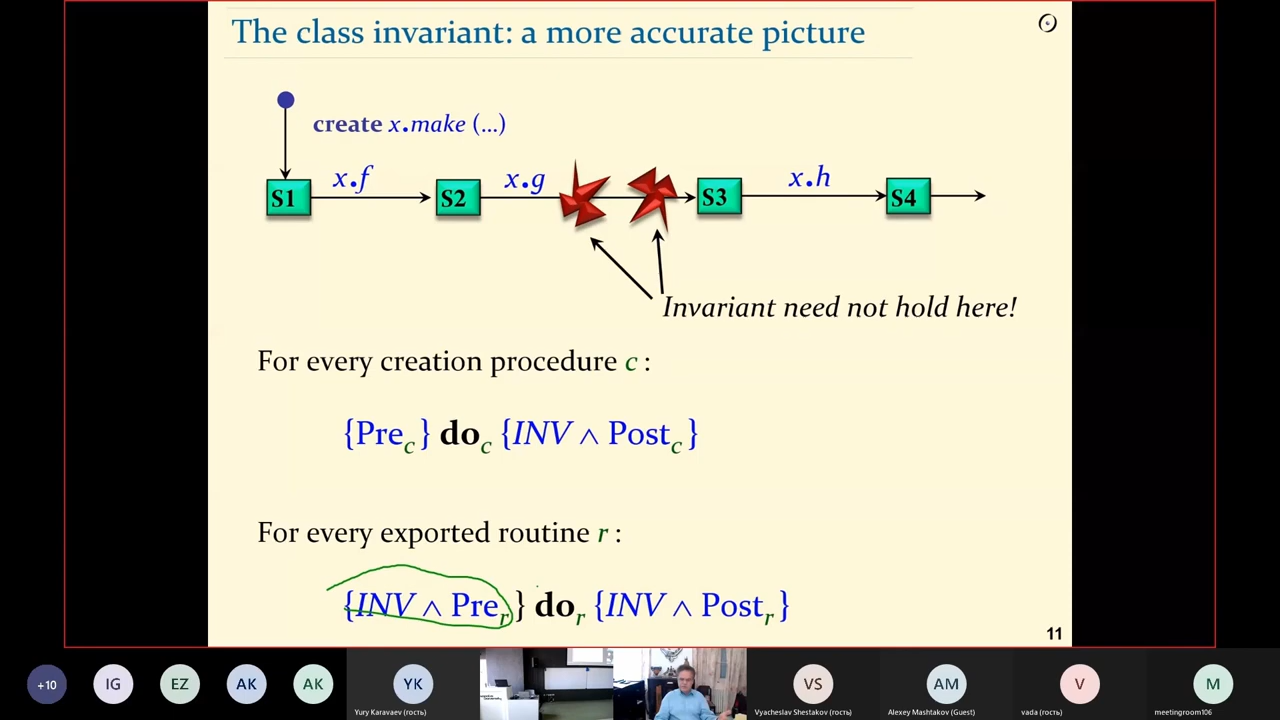 The class invariant: a more accurate picture
create x.make (...)
x.f
x.g
x.h
S1
S2
S3
S4
Invariant need not hold here!
For every creation procedure c :
{Pre_c} do_c {INV ∧ Post_c}
For every exported routine r :
{INV ∧ Pre_r} do_r {INV ∧ Post_r}
11
+10
IG
EZ
AK
AK
YK
VS
AM
V
M
Yury Karavaev (гость)
Vyacheslav Shestakov (гость)
Alexey Mashtakov (Guest)
vada (гость)
meetingroom106